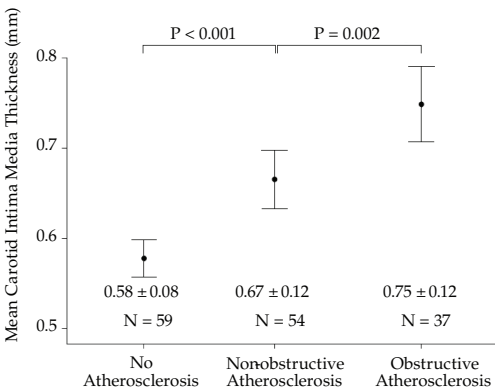 P < 0.001 P = 0.002
Mean Carotid Intima Media Thickness (mm)
0.8
0.7
0.6
0.5
0.58 ± 0.08 0.67 ± 0.12 0.75 ± 0.12
N = 59 N = 54 N = 37
No Non-obstructive Obstructive
Atherosclerosis Atherosclerosis Atherosclerosis